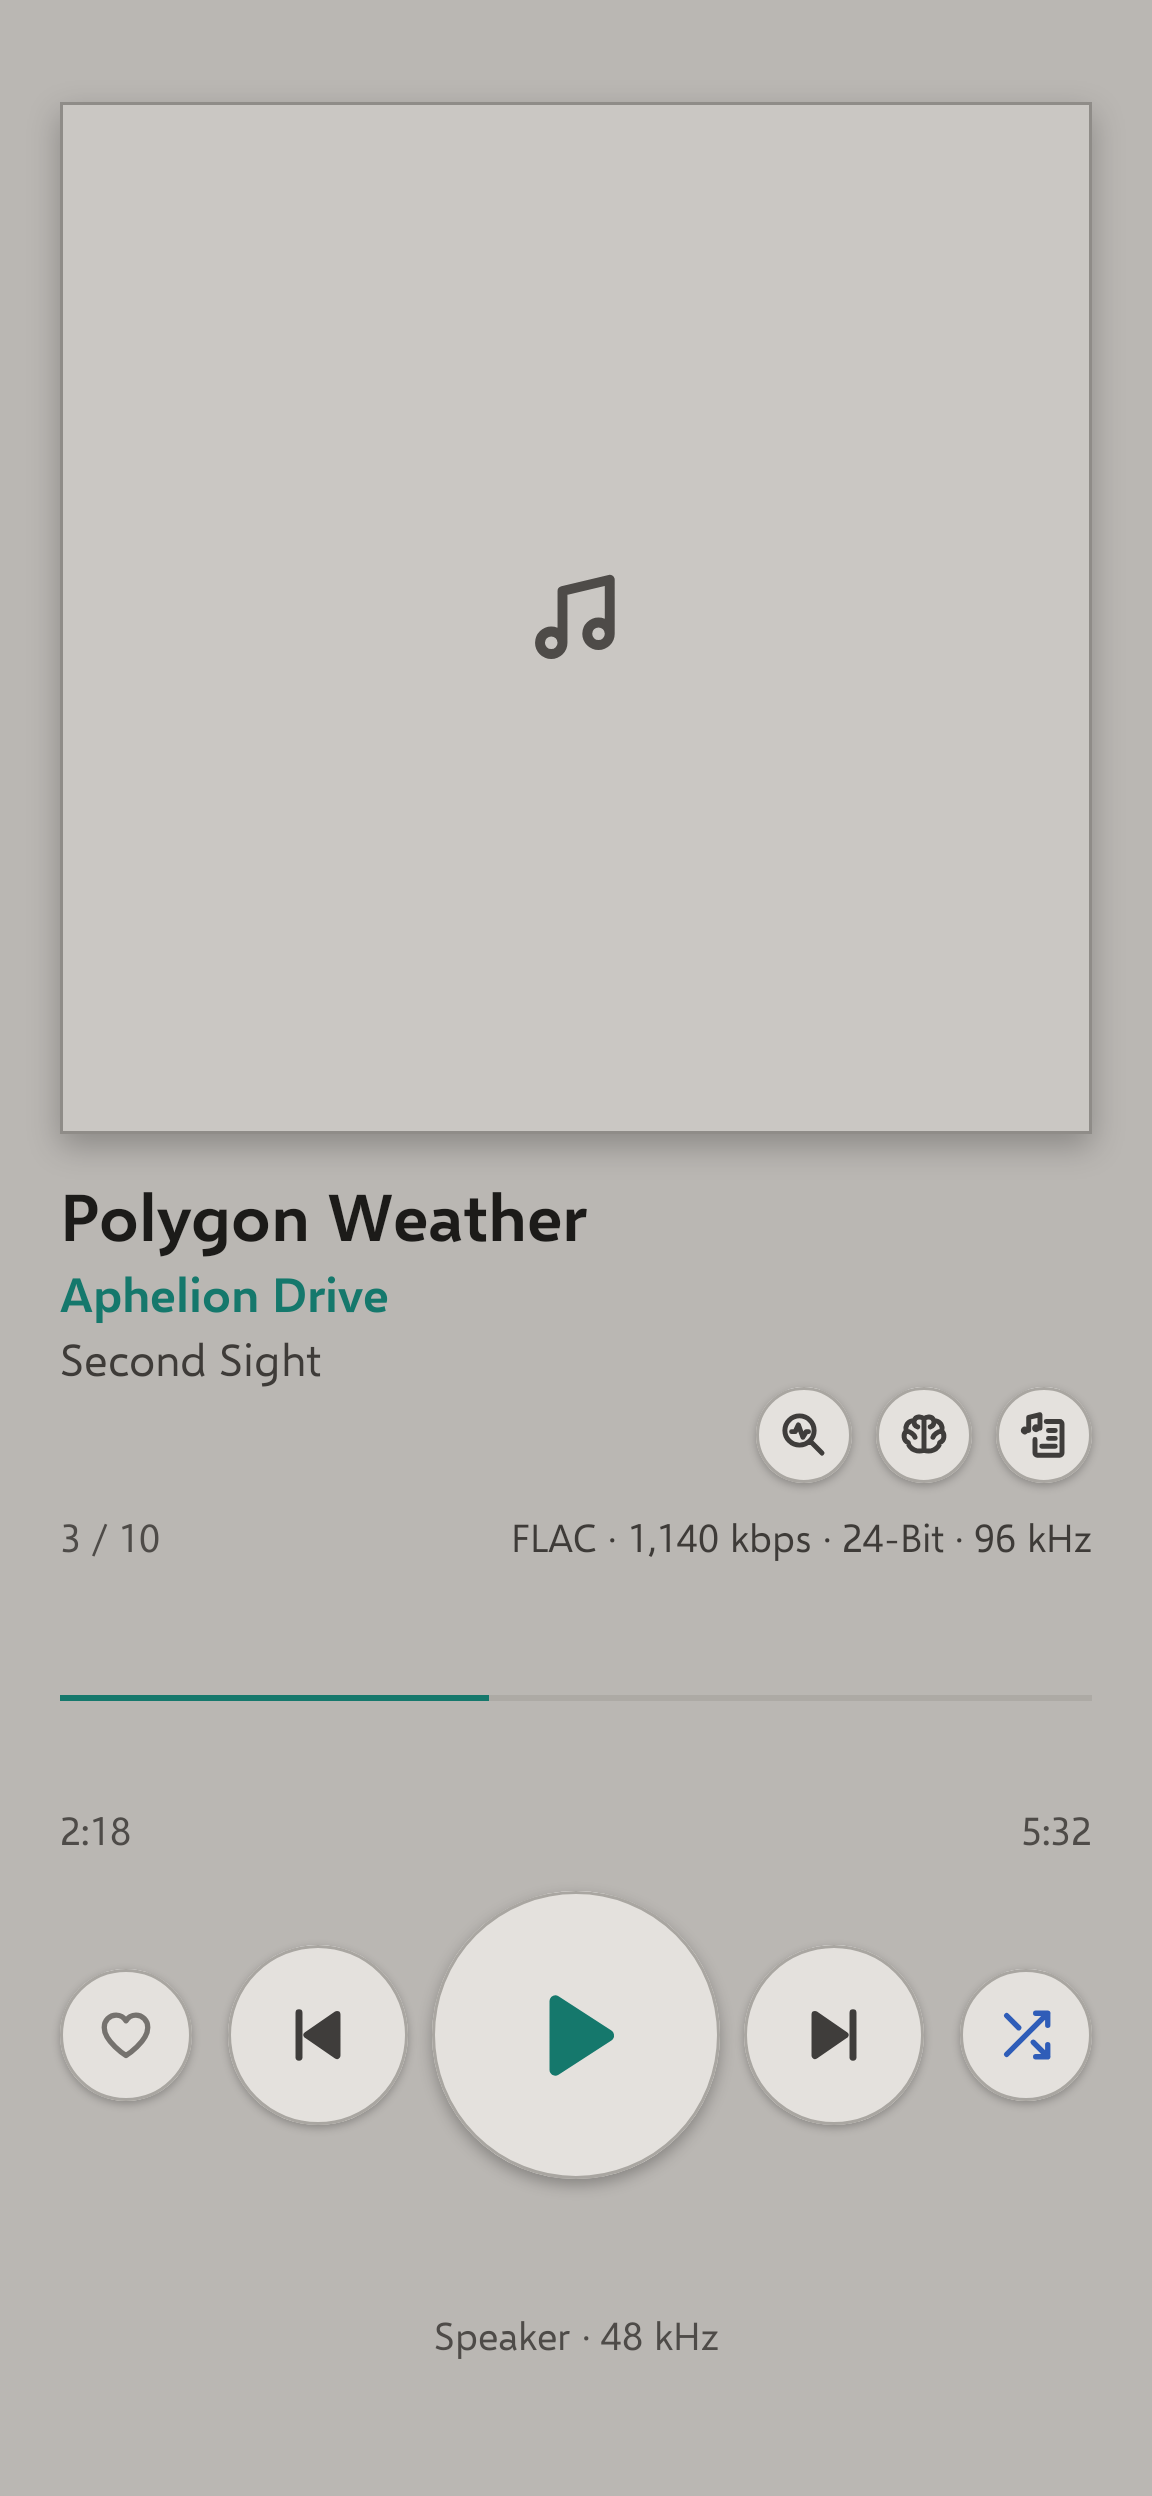 Polygon Weather
Aphelion Drive
Second Sight
3 / 10
FLAC · 1,140 kbps · 24-Bit · 96 kHz
2:18
5:32
Speaker · 48 kHz